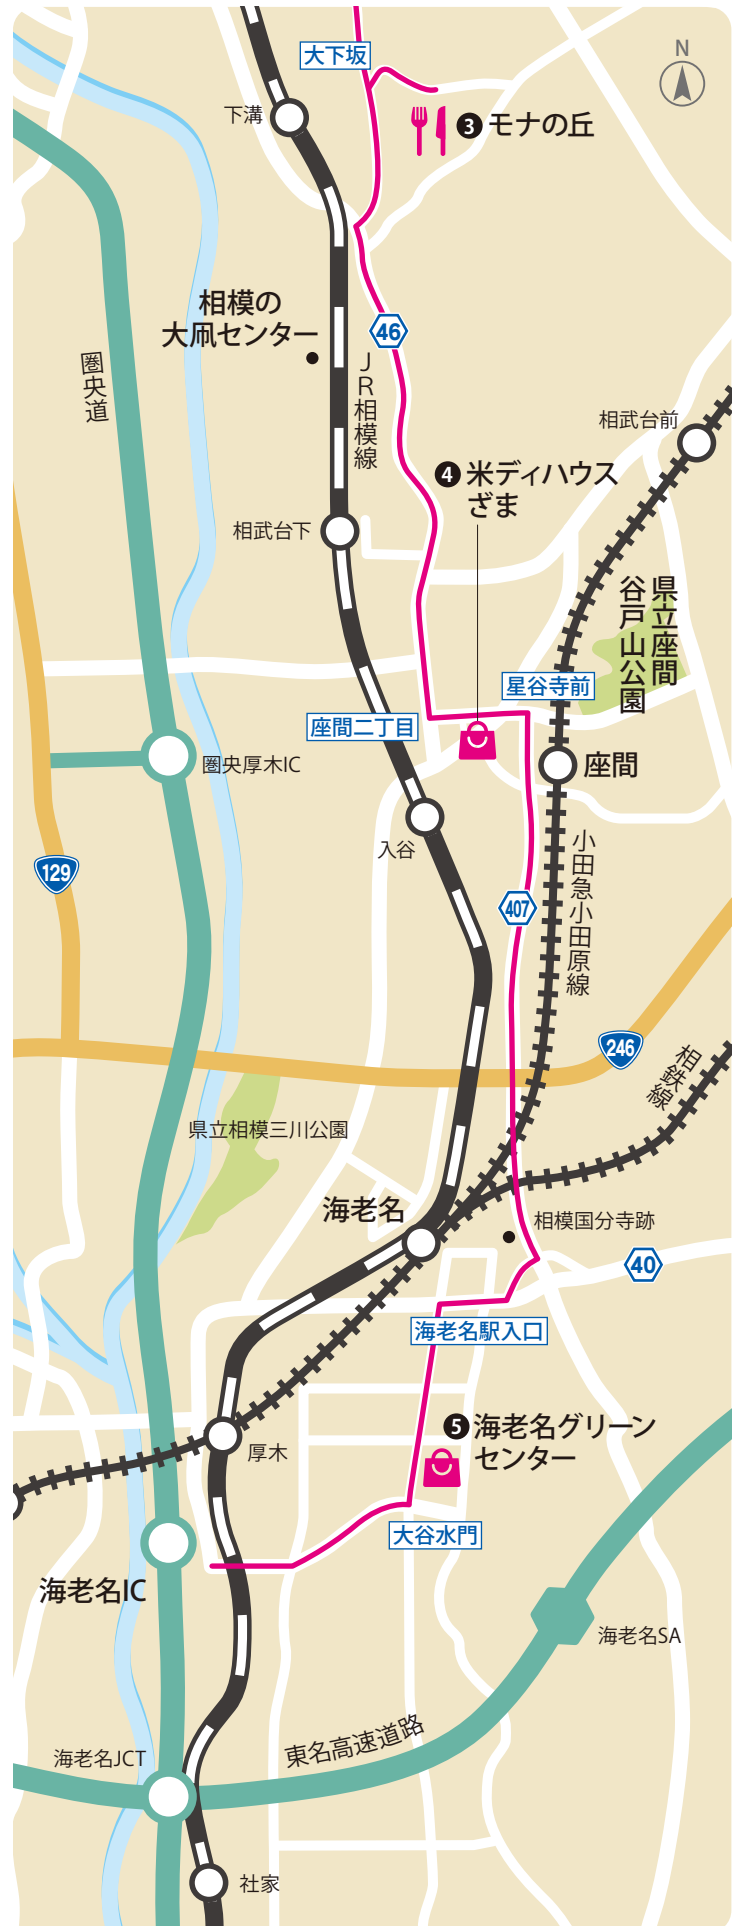 N
大下坂
下溝
❸ モナの丘
相模の
大凧センター
46
圏央道
JR相模線
相武台前
❹ 米ディハウス
ざま
相武台下
県立座間
谷戸山公園
星谷寺前
座間二丁目
圏央厚木IC
座間
入谷
小田急小田原線
129
407
246
相鉄線
県立相模三川公園
海老名
相模国分寺跡
40
海老名駅入口
❺ 海老名グリーン
センター
厚木
大谷水門
海老名IC
海老名SA
東名高速道路
海老名JCT
社家